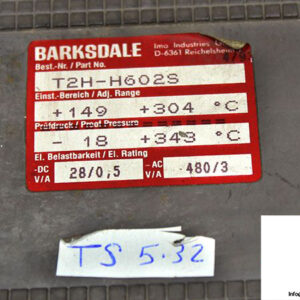 BARKSDALE
Imo Industries G
D-6361 Reichelshei
Best.-Nr. / Part No.
T2H-H602S
Einst.-Bereich / Adj. Range
+149 +304 °C
Prüfdruck / Proof Pressure
- 18 +343 °C
El. Belastbarkeit / El. Rating
-DC V/A 28/0,5
~AC V/A 480/3
TS 5.32